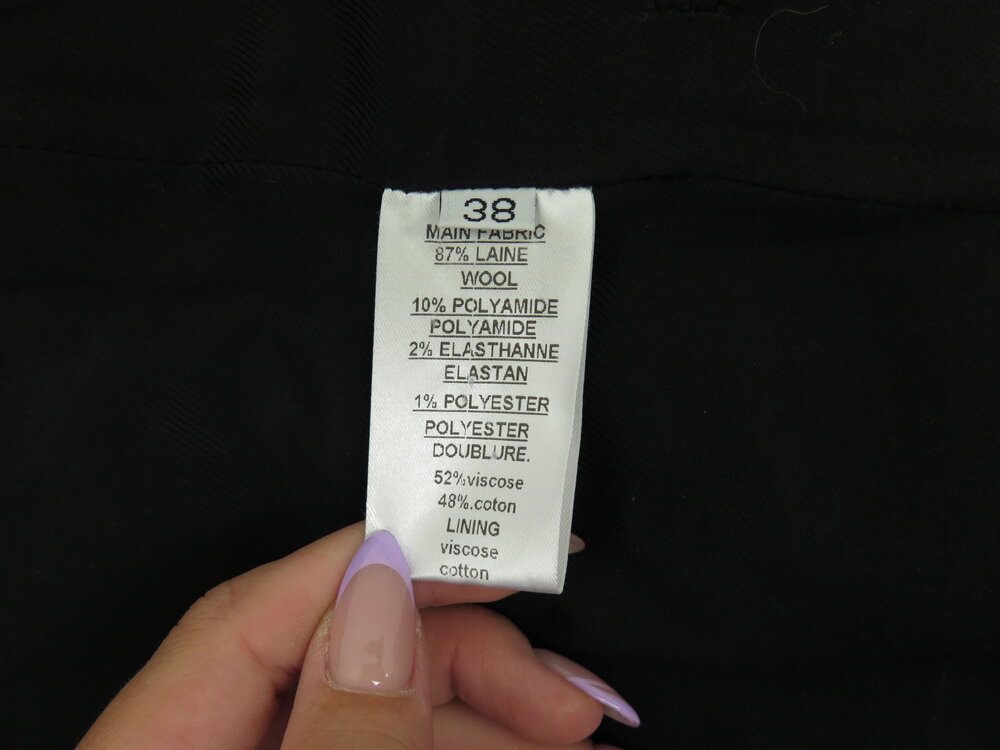 38
MAIN FABRIC
87% LAINE
WOOL
10% POLYAMIDE
POLYAMIDE
2% ELASTHANNE
ELASTAN
1% POLYESTER
POLYESTER
DOUBLURE.
52%viscose
48%.coton
LINING
viscose
cotton